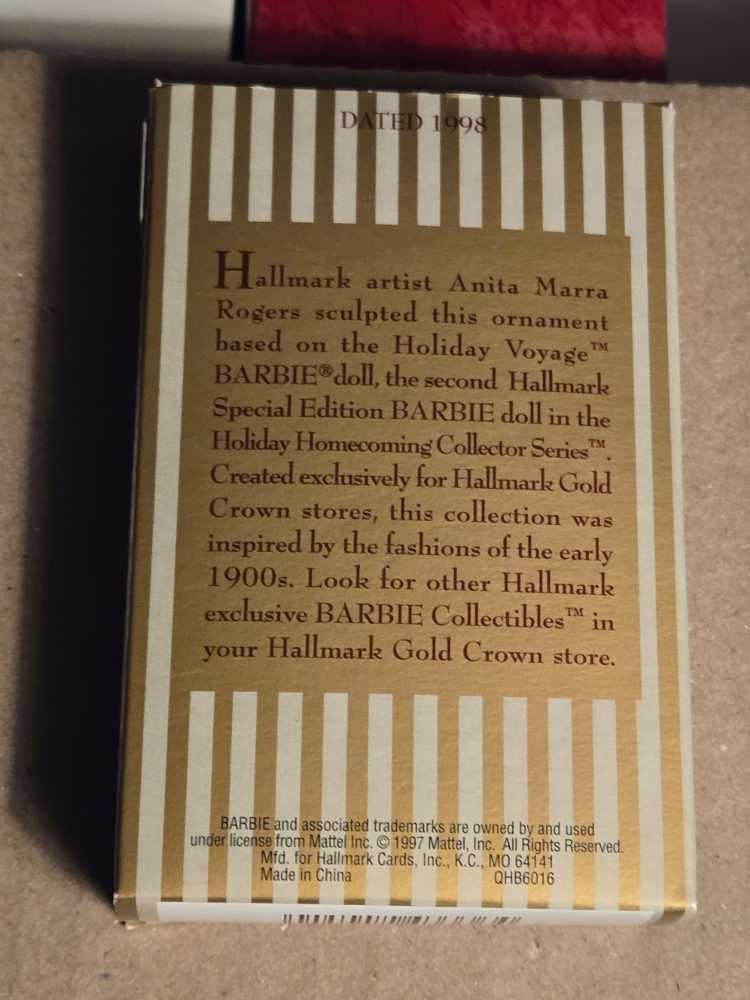 DATED 1998
Hallmark artist Anita Marra
Rogers sculpted this ornament
based on the Holiday Voyage™
BARBIE® doll, the second Hallmark
Special Edition BARBIE doll in the
Holiday Homecoming Collector Series™.
Created exclusively for Hallmark Gold
Crown stores, this collection was
inspired by the fashions of the early
1900s. Look for other Hallmark
exclusive BARBIE Collectibles™ in
your Hallmark Gold Crown store.
BARBIE and associated trademarks are owned by and used
under license from Mattel Inc. © 1997 Mattel, Inc. All Rights Reserved.
Mfd. for Hallmark Cards, Inc., K.C., MO 64141
Made in China QHB6016